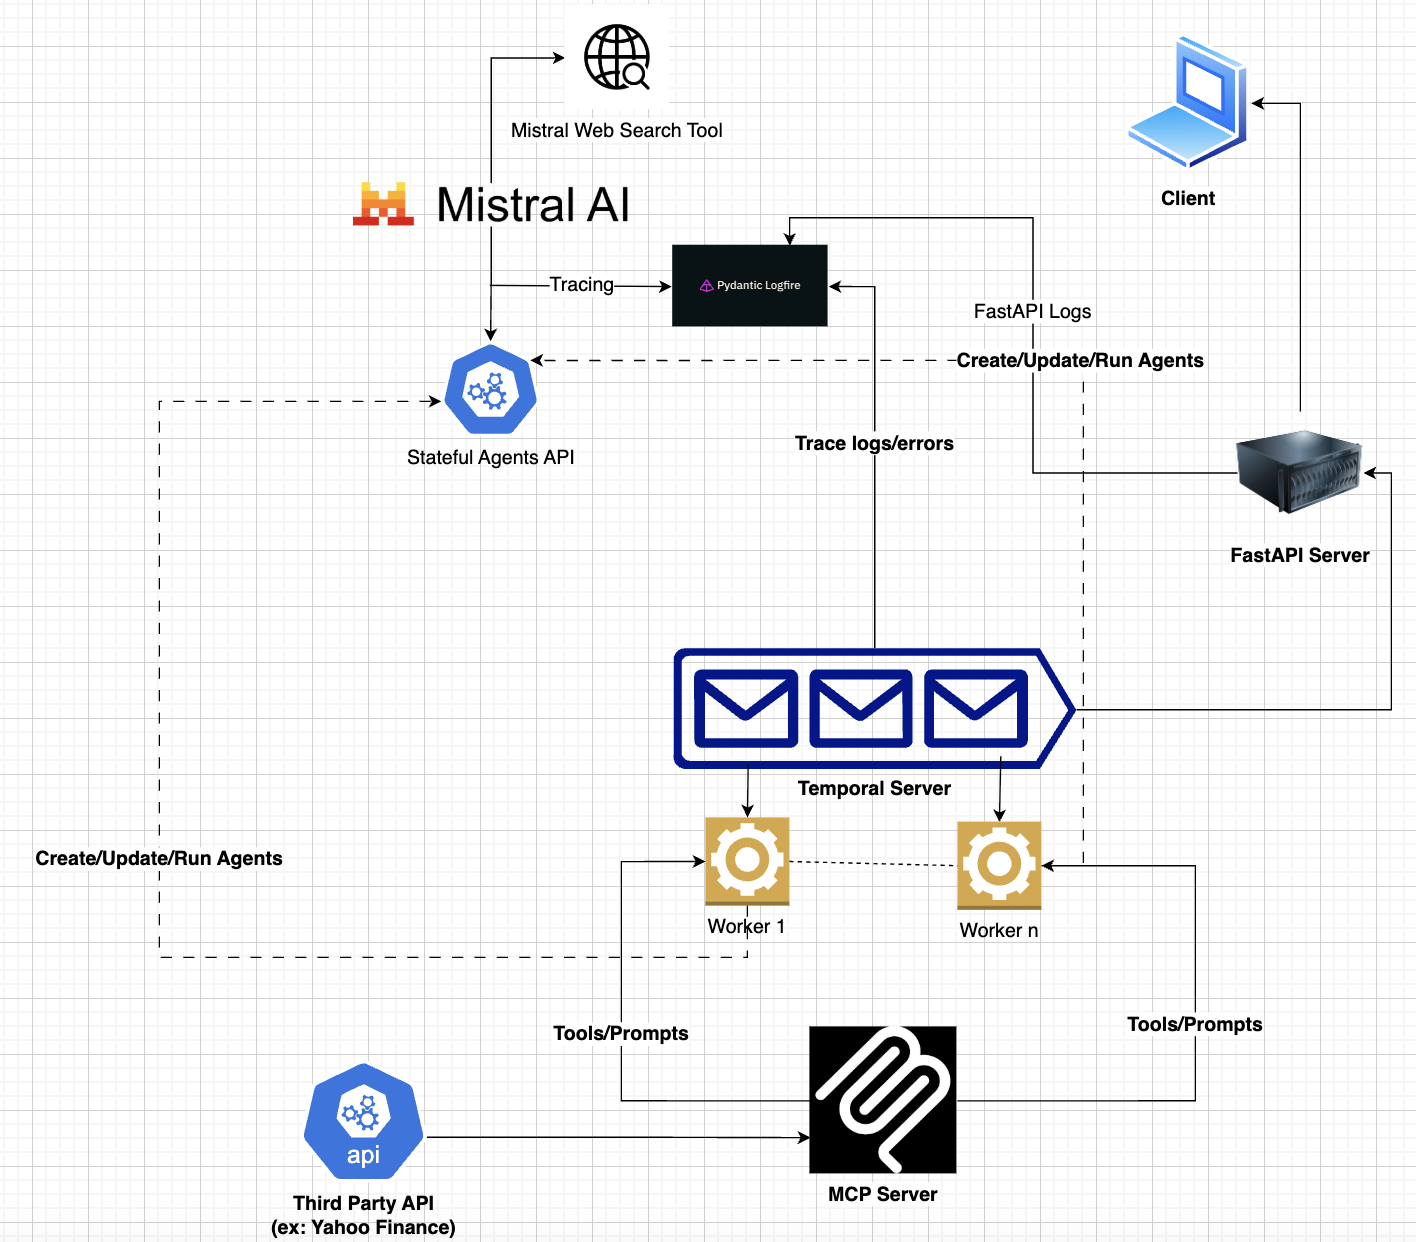 Mistral Web Search Tool
Client
Mistral AI
Tracing
Pydantic Logfire
FastAPI Logs
Create/Update/Run Agents
Trace logs/errors
Stateful Agents API
FastAPI Server
Temporal Server
Create/Update/Run Agents
Worker 1
Worker n
Tools/Prompts
Tools/Prompts
api
MCP Server
Third Party API
(ex: Yahoo Finance)